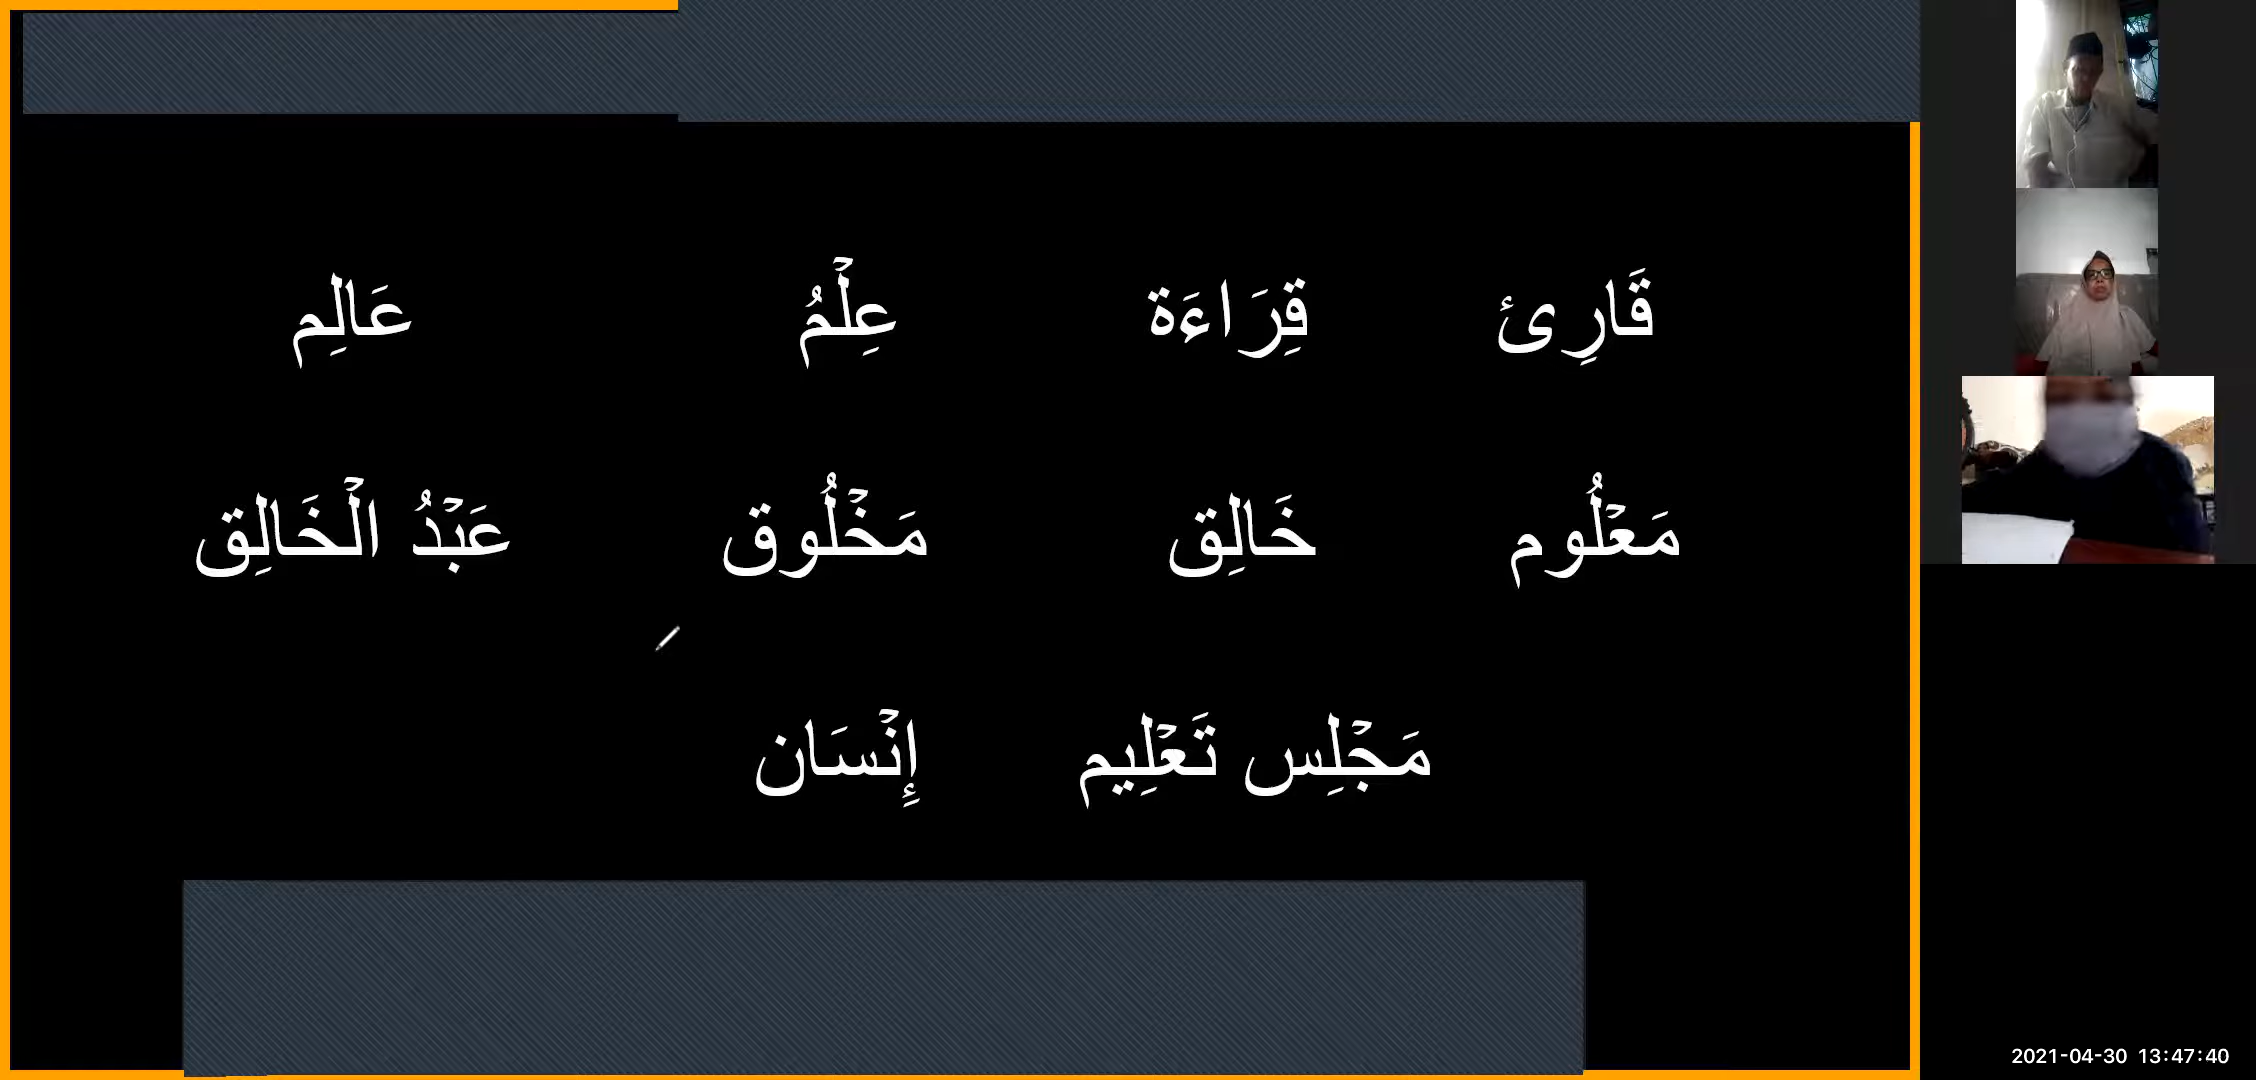 قَارِئ قِرَاءَة عِلْمُ عَالِم
مَعْلُوم خَالِق مَخْلُوق عَبْدُ الْخَالِق
مَجْلِس تَعْلِيم إِنْسَان
2021-04-30 13:47:40